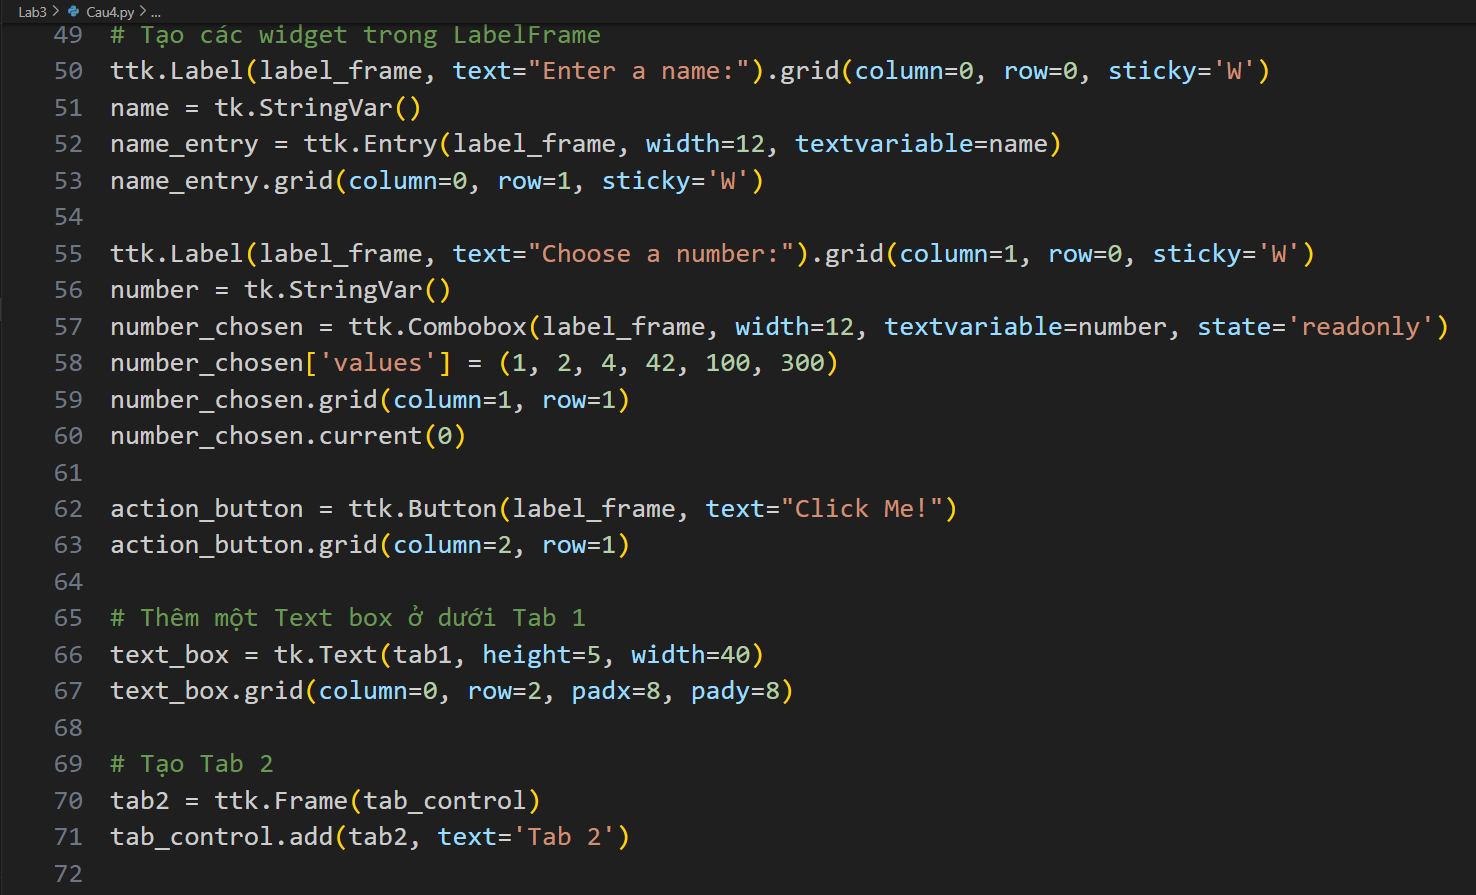 Lab3 > Cau4.py > ...
49 # Tạo các widget trong LabelFrame
50 ttk.Label(label_frame, text="Enter a name:").grid(column=0, row=0, sticky='W')
51 name = tk.StringVar()
52 name_entry = ttk.Entry(label_frame, width=12, textvariable=name)
53 name_entry.grid(column=0, row=1, sticky='W')
54
55 ttk.Label(label_frame, text="Choose a number:").grid(column=1, row=0, sticky='W')
56 number = tk.StringVar()
57 number_chosen = ttk.Combobox(label_frame, width=12, textvariable=number, state='readonly')
58 number_chosen['values'] = (1, 2, 4, 42, 100, 300)
59 number_chosen.grid(column=1, row=1)
60 number_chosen.current(0)
61
62 action_button = ttk.Button(label_frame, text="Click Me!")
63 action_button.grid(column=2, row=1)
64
65 # Thêm một Text box ở dưới Tab 1
66 text_box = tk.Text(tab1, height=5, width=40)
67 text_box.grid(column=0, row=2, padx=8, pady=8)
68
69 # Tạo Tab 2
70 tab2 = ttk.Frame(tab_control)
71 tab_control.add(tab2, text='Tab 2')
72